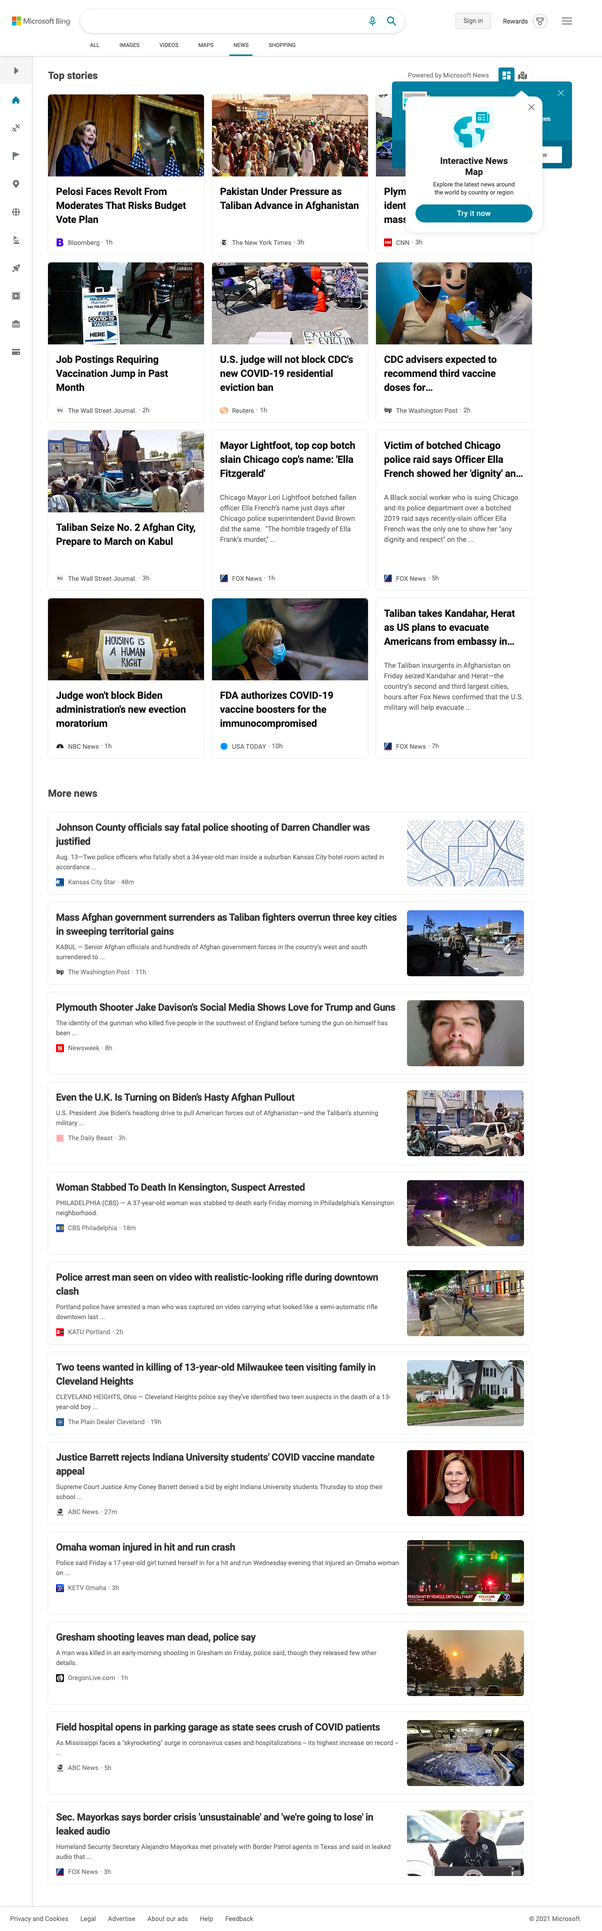 Microsoft Bing
Sign in
Rewards
ALL
IMAGES
VIDEOS
MAPS
NEWS
SHOPPING
Top stories
Powered by Microsoft News
Interactive News
Map
Explore the latest news around
the world by country or region
Try it now
Pelosi Faces Revolt From
Moderates That Risks Budget
Vote Plan
Bloomberg · 1h
Pakistan Under Pressure as
Taliban Advance in Afghanistan
The New York Times · 3h
Plym
ident
mass
CNN · 3h
MAJOR
FREE
COVID-19
VACCINE
HERE
Job Postings Requiring
Vaccination Jump in Past
Month
The Wall Street Journal. · 2h
EXTEND
EVICTION
U.S. judge will not block CDC's
new COVID-19 residential
eviction ban
Reuters · 1h
CDC advisers expected to
recommend third vaccine
doses for...
The Washington Post · 2h
Taliban Seize No. 2 Afghan City,
Prepare to March on Kabul
The Wall Street Journal. · 3h
Mayor Lightfoot, top cop botch
slain Chicago cop's name: 'Ella
Fitzgerald'
Chicago Mayor Lori Lightfoot botched fallen
officer Ella French's name just days after
Chicago police superintendent David Brown
did the same. "The horrible tragedy of Ella
Frank's murder," ...
FOX News · 1h
Victim of botched Chicago
police raid says Officer Ella
French showed her 'dignity' an...
A Black social worker who is suing Chicago
and its police department over a botched
2019 raid says recently-slain officer Ella
French was the only one to show her "any
dignity and respect" on the ...
FOX News · 5h
HOUSING IS
A HUMAN
RIGHT
Judge won't block Biden
administration's new evection
moratorium
NBC News · 1h
FDA authorizes COVID-19
vaccine boosters for the
immunocompromised
USA TODAY · 10h
Taliban takes Kandahar, Herat
as US plans to evacuate
Americans from embassy in...
The Taliban insurgents in Afghanistan on
Friday seized Kandahar and Herat—the
country's second and third largest cities,
hours after Fox News confirmed that the U.S.
military will help evacuate ...
FOX News · 7h
More news
Johnson County officials say fatal police shooting of Darren Chandler was
justified
Aug. 13—Two police officers who fatally shot a 34-year-old man inside a suburban Kansas City hotel room acted in
accordance ...
Kansas City Star · 48m
Mass Afghan government surrenders as Taliban fighters overrun three key cities
in sweeping territorial gains
KABUL — Senior Afghan officials and hundreds of Afghan government forces in the country's west and south
surrendered to ...
The Washington Post · 11h
Plymouth Shooter Jake Davison's Social Media Shows Love for Trump and Guns
The identity of the gunman who killed five people in the southwest of England before turning the gun on himself has
been ...
Newsweek · 8h
Even the U.K. Is Turning on Biden's Hasty Afghan Pullout
U.S. President Joe Biden's headlong drive to pull American forces out of Afghanistan—and the Taliban's stunning
military ...
The Daily Beast · 3h
Woman Stabbed To Death In Kensington, Suspect Arrested
PHILADELPHIA (CBS) — A 37-year-old woman was stabbed to death early Friday morning in Philadelphia's Kensington
neighborhood.
CBS Philadelphia · 18m
Police arrest man seen on video with realistic-looking rifle during downtown
clash
Portland police have arrested a man who was captured on video carrying what looked like a semi-automatic rifle
downtown last ...
KATU Portland · 2h
Two teens wanted in killing of 13-year-old Milwaukee teen visiting family in
Cleveland Heights
CLEVELAND HEIGHTS, Ohio — Cleveland Heights police say they've identified two teen suspects in the death of a 13-
year-old boy ...
The Plain Dealer Cleveland · 19h
Justice Barrett rejects Indiana University students' COVID vaccine mandate
appeal
Supreme Court Justice Amy Coney Barrett denied a bid by eight Indiana University students Thursday to stop their
school ...
ABC News · 27m
Omaha woman injured in hit and run crash
Police said Friday a 17-year-old girl turned herself in for a hit and run Wednesday evening that injured an Omaha woman
on ...
KETV Omaha · 3h
PERSON HIT BY VEHICLE, CRITICALLY HURT
Gresham shooting leaves man dead, police say
A man was killed in an early-morning shooting in Gresham on Friday, police said, though they released few other
details.
OregonLive.com · 1h
Field hospital opens in parking garage as state sees crush of COVID patients
As Mississippi faces a "skyrocketing" surge in coronavirus cases and hospitalizations -- its highest increase on record --
...
ABC News · 5h
Sec. Mayorkas says border crisis 'unsustainable' and 'we're going to lose' in
leaked audio
Homeland Security Secretary Alejandro Mayorkas met privately with Border Patrol agents in Texas and said in leaked
audio that ...
FOX News · 3h
Privacy and Cookies
Legal
Advertise
About our ads
Help
Feedback
© 2021 Microsoft